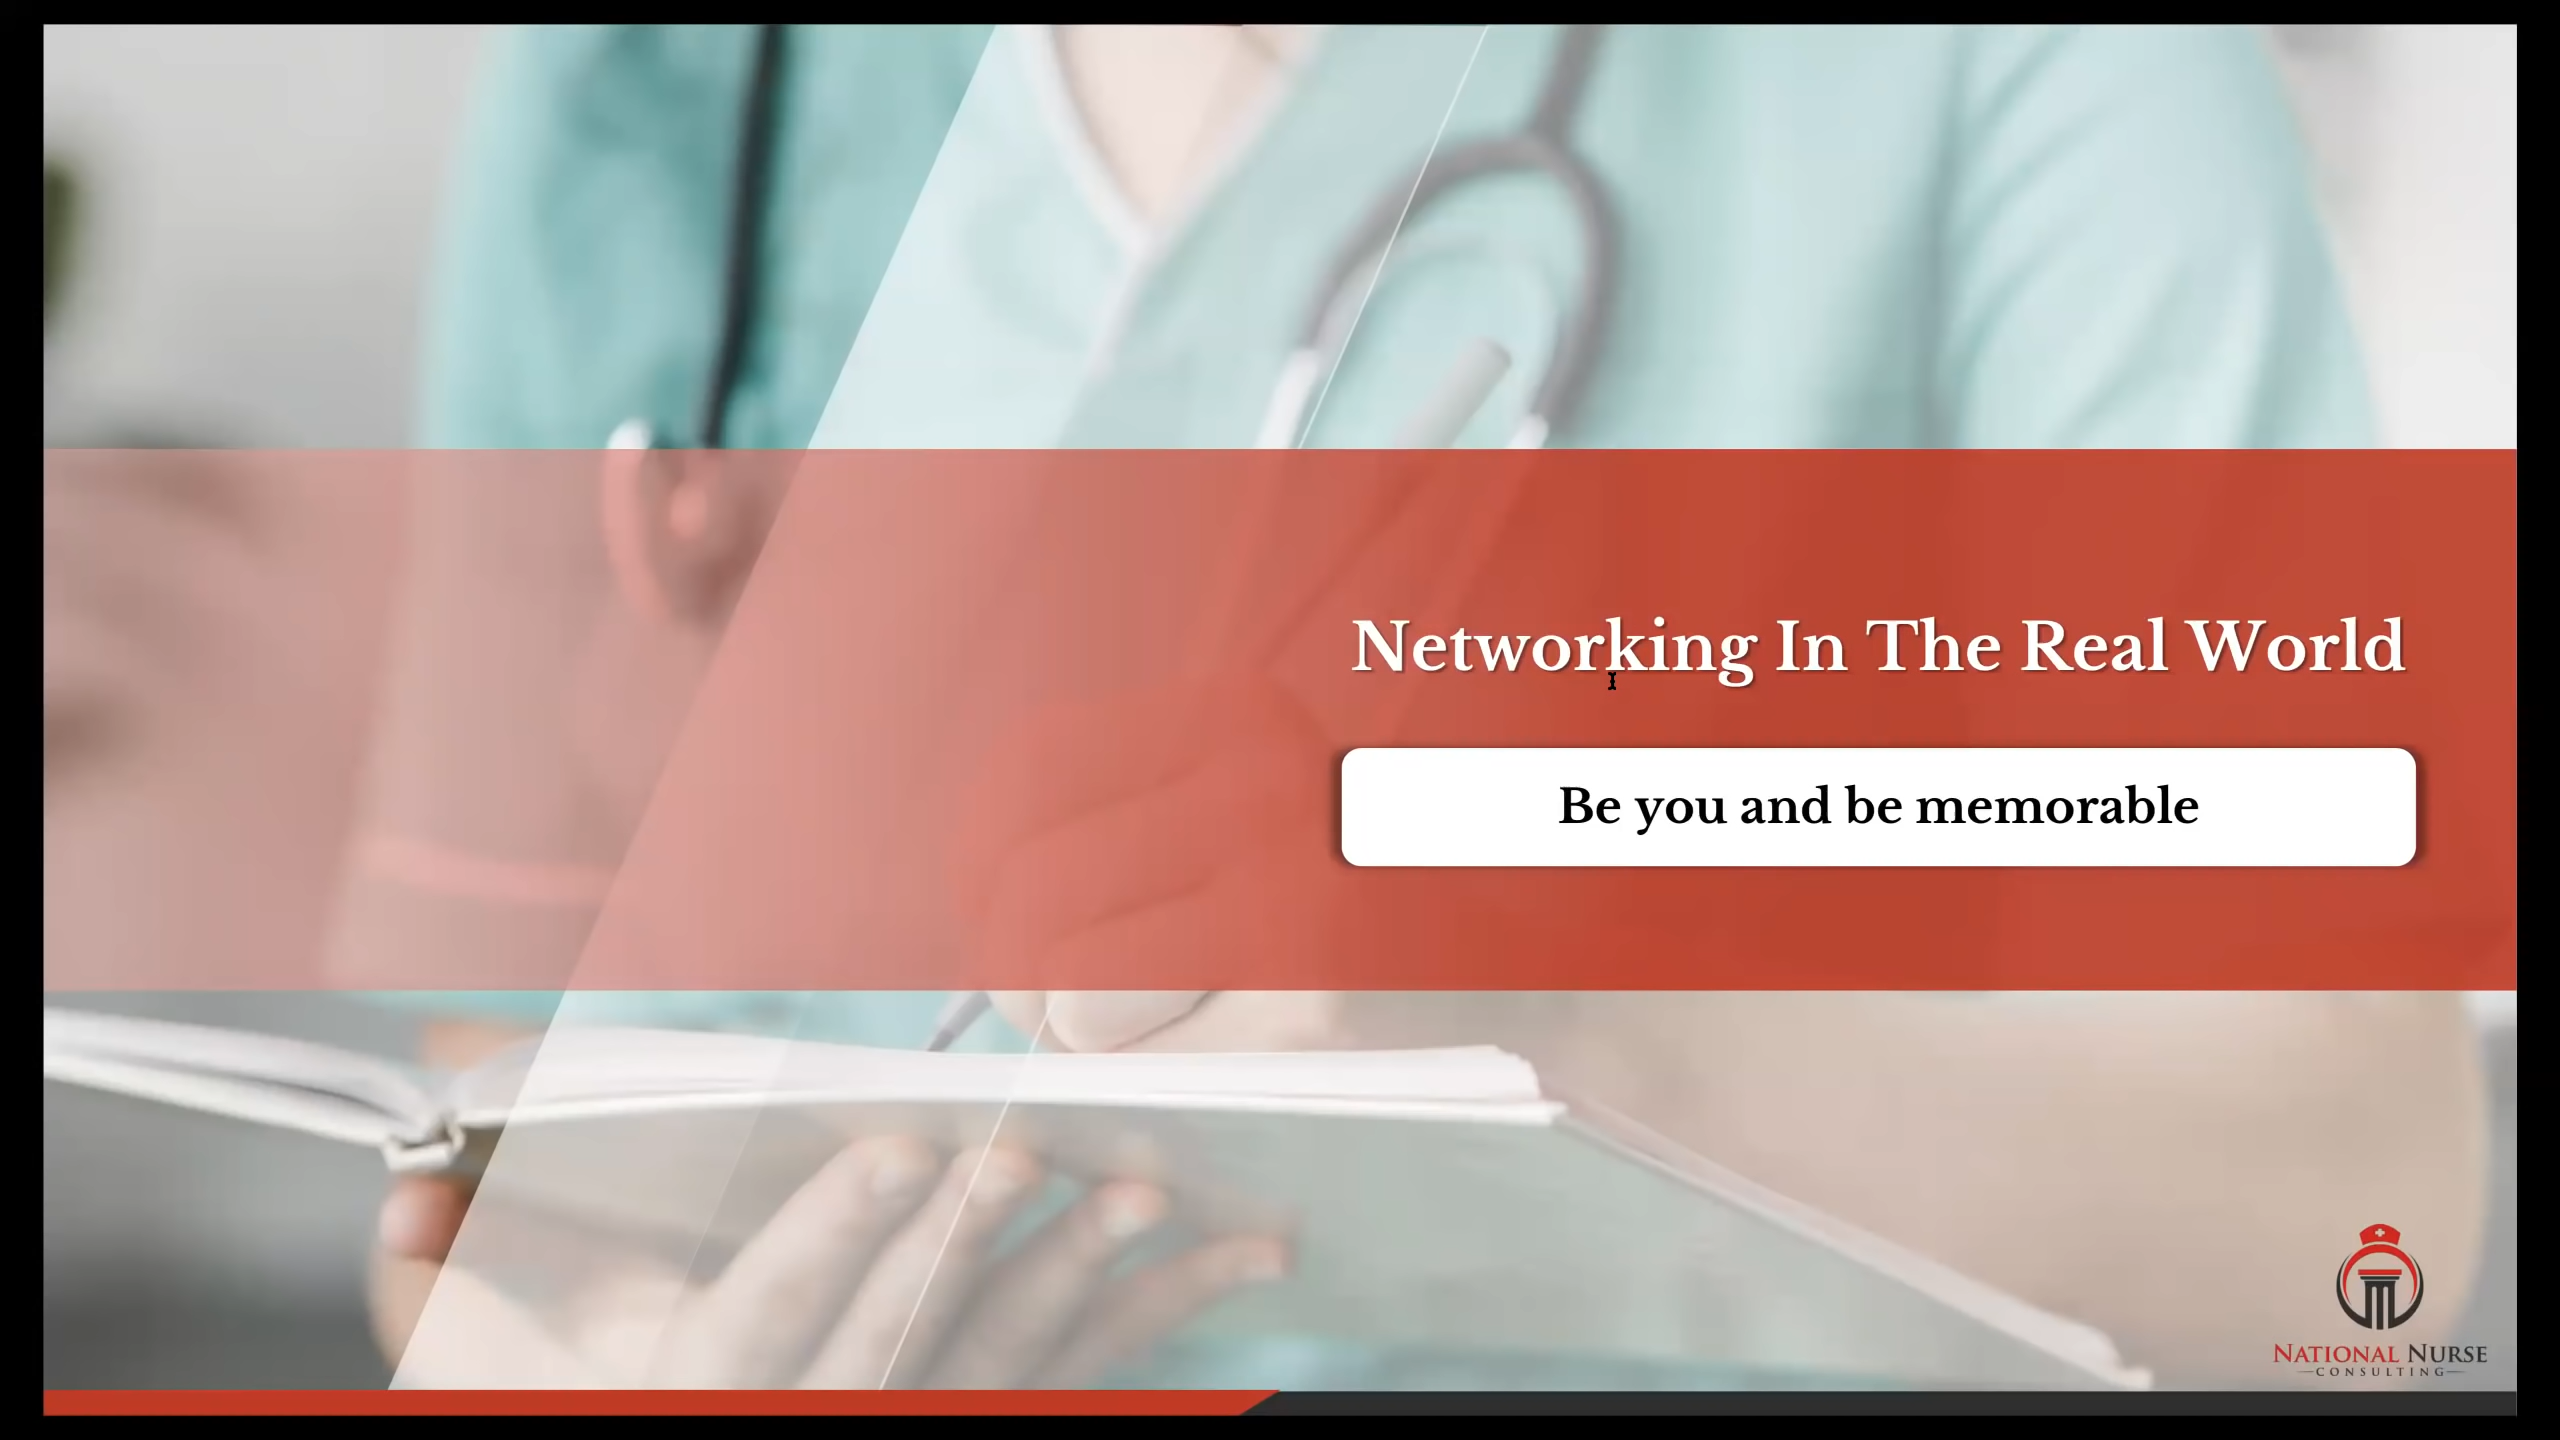 Networking In The Real World
Be you and be memorable
NATIONAL NURSE
CONSULTING